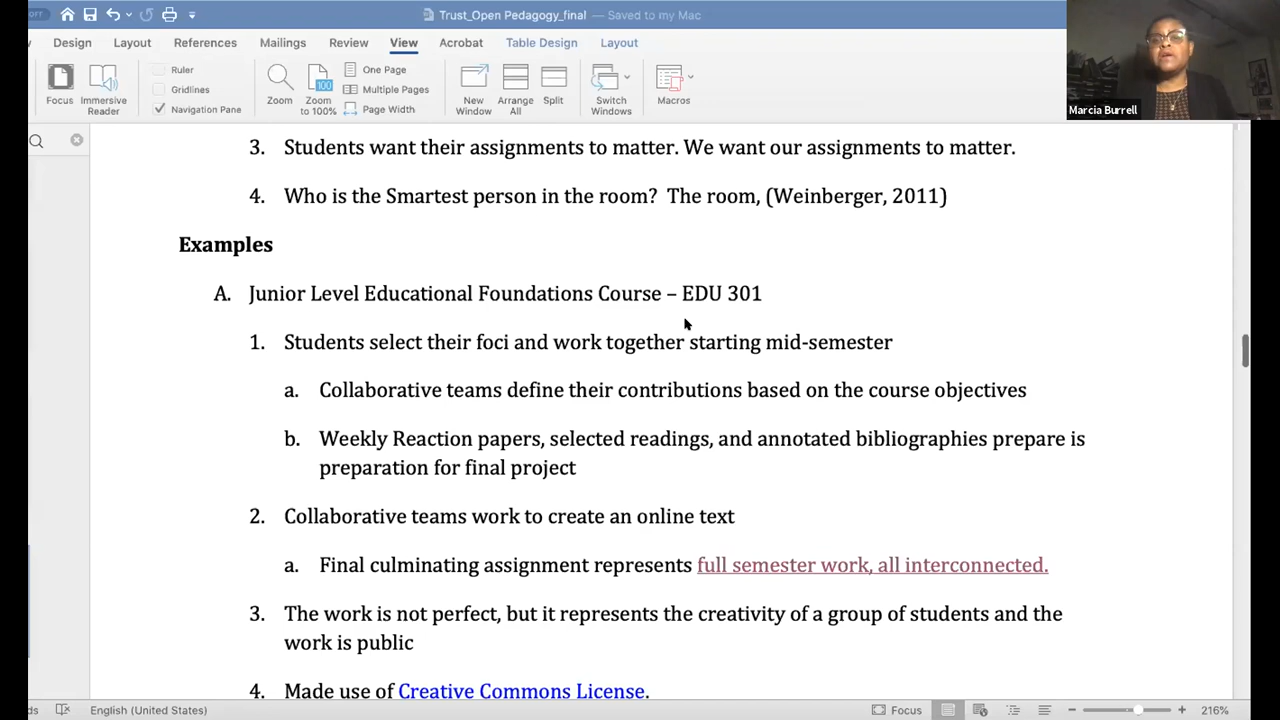 Trust_Open Pedagogy_final — Saved to my Mac
Design Layout References Mailings Review View Acrobat Table Design Layout
Focus
Immersive
Reader
Ruler
Gridlines
Navigation Pane
Zoom
Zoom
to 100%
100
One Page
Multiple Pages
Page Width
New
Window
Arrange
All
Split
Switch
Windows
Macros
Marcia Burrell
3. Students want their assignments to matter. We want our assignments to matter.
4. Who is the Smartest person in the room? The room, (Weinberger, 2011)
Examples
A. Junior Level Educational Foundations Course – EDU 301
1. Students select their foci and work together starting mid-semester
a. Collaborative teams define their contributions based on the course objectives
b. Weekly Reaction papers, selected readings, and annotated bibliographies prepare is
preparation for final project
2. Collaborative teams work to create an online text
a. Final culminating assignment represents full semester work, all interconnected.
3. The work is not perfect, but it represents the creativity of a group of students and the
work is public
4. Made use of Creative Commons License.
English (United States)
Focus
216%